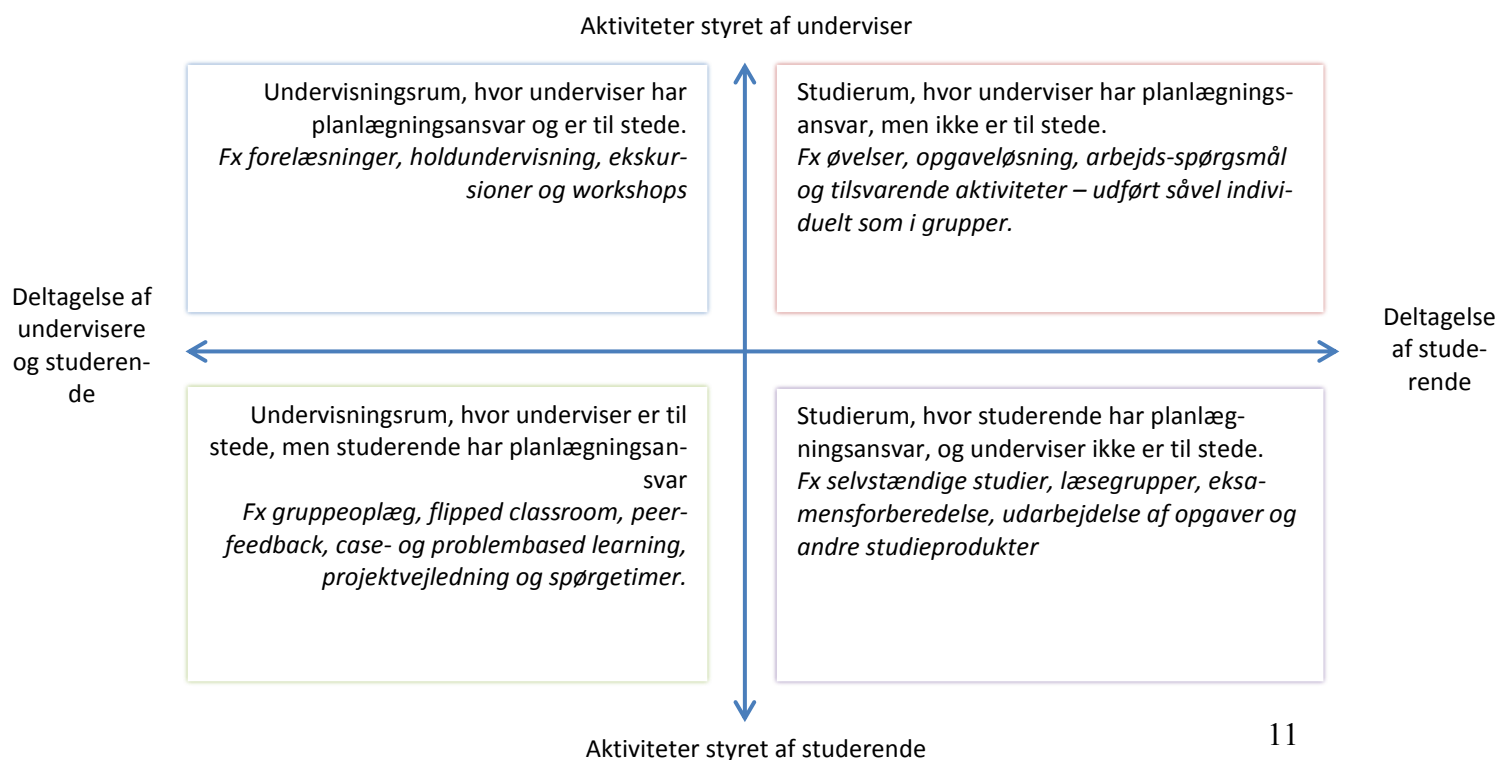 Aktiviteter styret af underviser
Undervisningsrum, hvor underviser har
planlægningsansvar og er til stede.
Fx forelæsninger, holdundervisning, ekskur-
sioner og workshops
Studierum, hvor underviser har planlægnings-
ansvar, men ikke er til stede.
Fx øvelser, opgaveløsning, arbejds-spørgsmål
og tilsvarende aktiviteter – udført såvel indivi-
duelt som i grupper.
Deltagelse af
undervisere
og studeren-
de
Deltagelse
af stude-
rende
Undervisningsrum, hvor underviser er til
stede, men studerende har planlægningsan-
svar
Fx gruppeoplæg, flipped classroom, peer-
feedback, case- og problembased learning,
projektvejledning og spørgetimer.
Studierum, hvor studerende har planlæg-
ningsansvar, og underviser ikke er til stede.
Fx selvstændige studier, læsegrupper, eksa-
mensforberedelse, udarbejdelse af opgaver og
andre studieprodukter
Aktiviteter styret af studerende
11